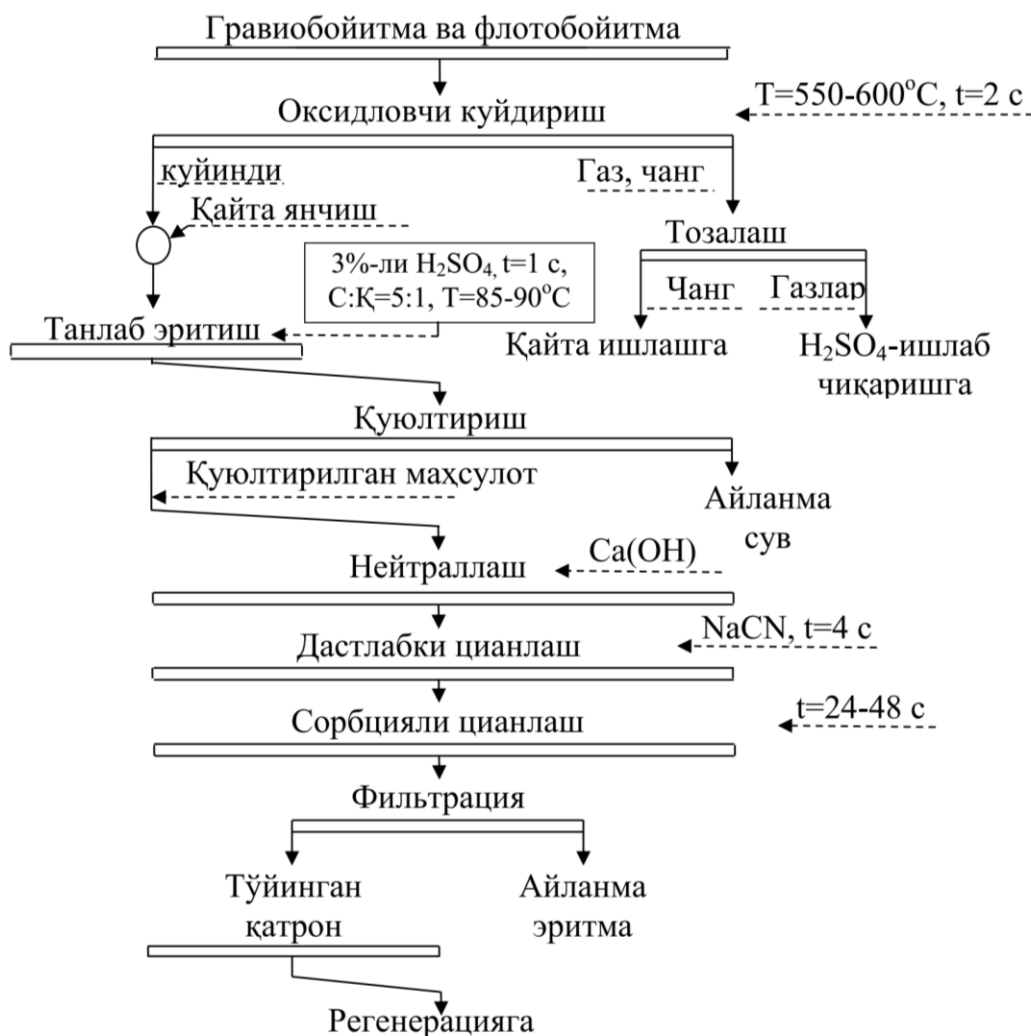 Гравиобойитма ва флотобойитма
Оксидловчи куйдириш
T=550-600°C, t=2 c
куйинди
Газ, чанг
Қайта янчиш
Тозалаш
3%-ли H₂SO₄, t=1 c,
С:Қ=5:1, T=85-90°C
Чанг
Газлар
Танлаб эритиш
Қайта ишлашга
H₂SO₄-ишлаб
чиқаришга
Қуюлтириш
Қуюлтирилган маҳсулот
Айланма
сув
Ca(OH)
Нейтраллаш
NaCN, t=4 c
Дастлабки цианлаш
t=24-48 c
Сорбцияли цианлаш
Фильтрация
Тўйинган
қатрон
Айланма
эритма
Регенерацияга